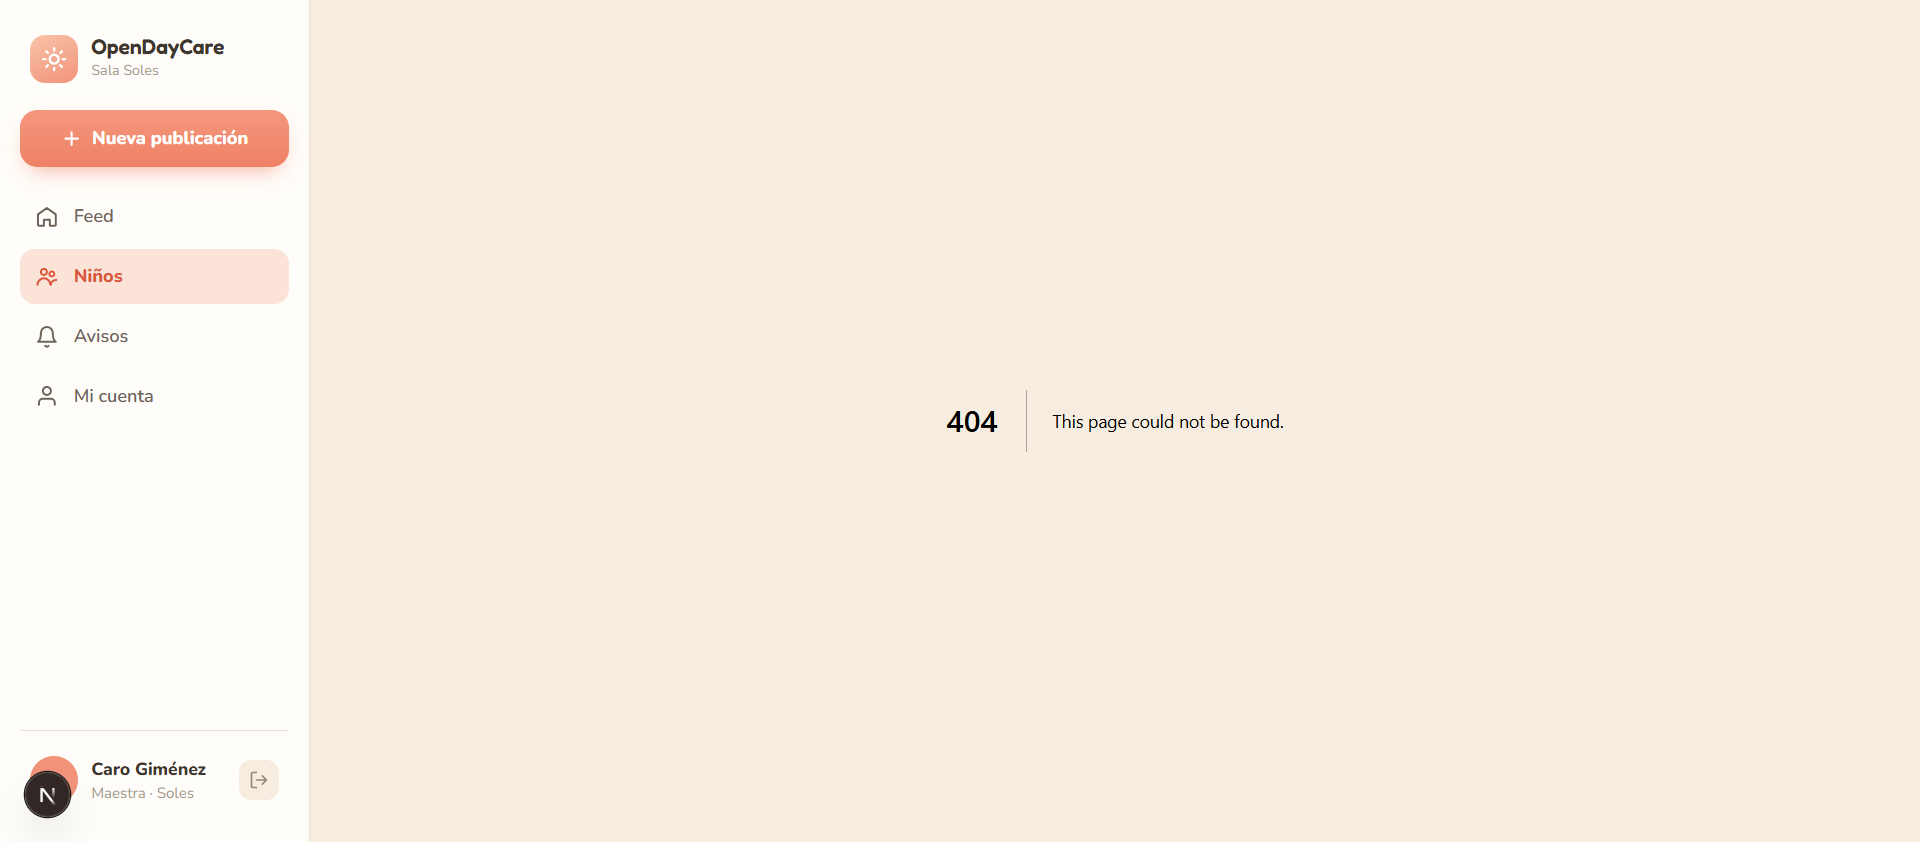 OpenDayCare
Sala Soles
Nueva publicación
Feed
Niños
Avisos
Mi cuenta
404
This page could not be found.
Caro Giménez
Maestra · Soles
N